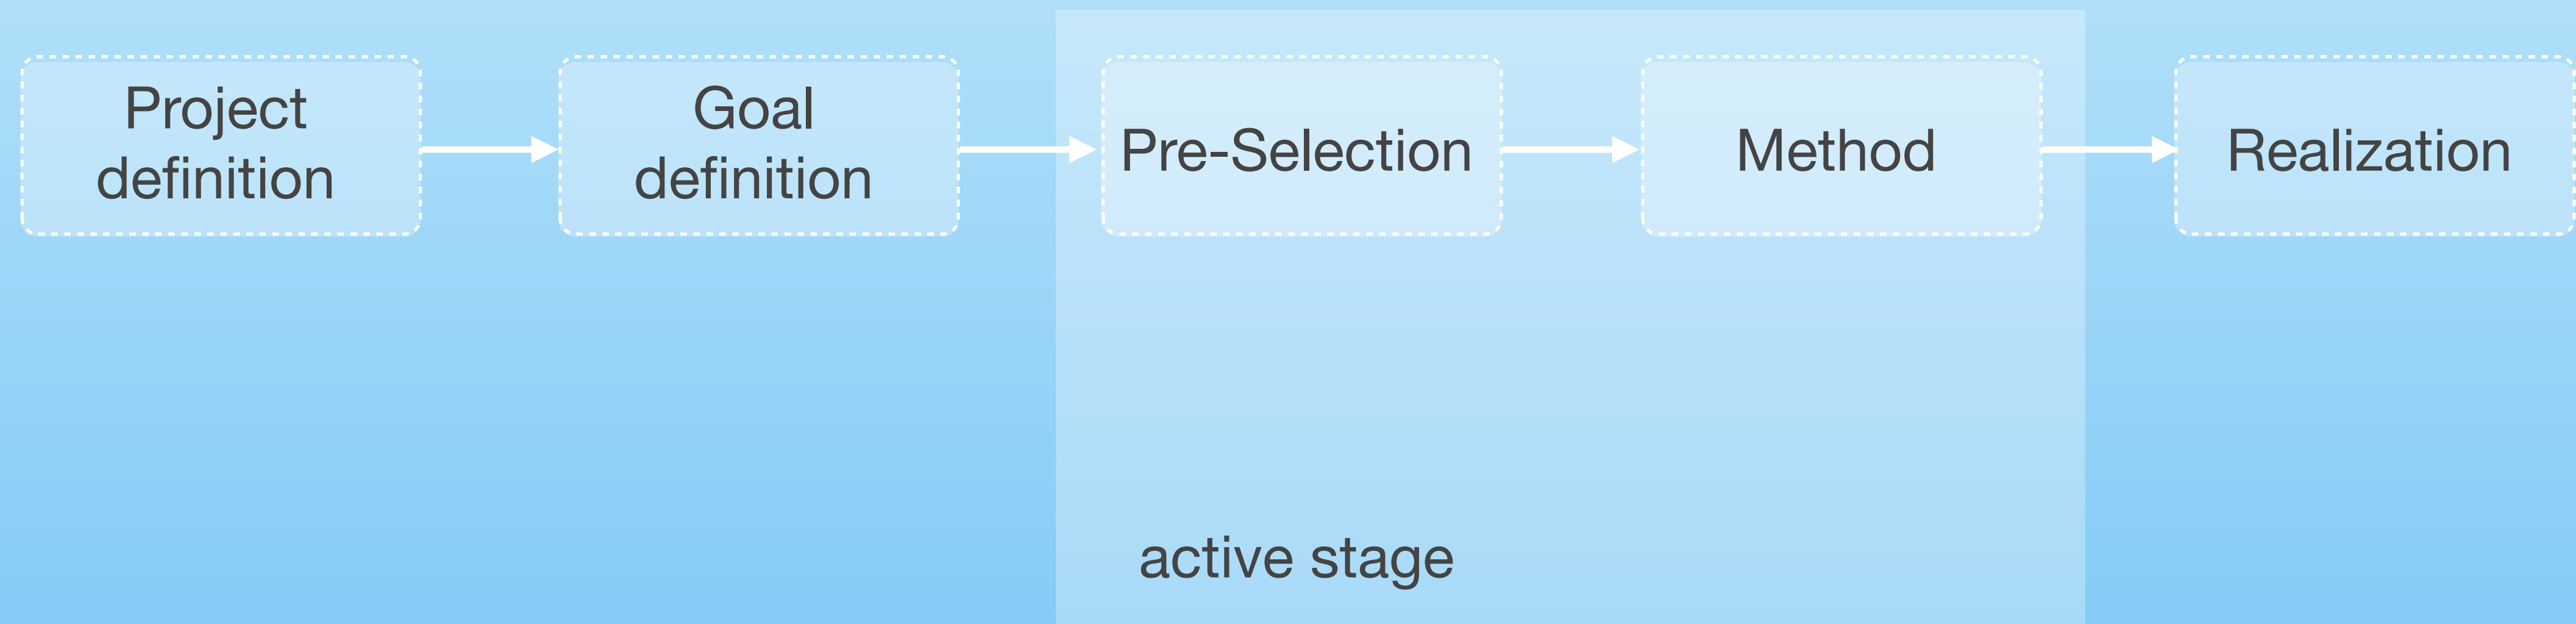 Project
definition
Goal
definition
Pre-Selection
Method
Realization
active stage